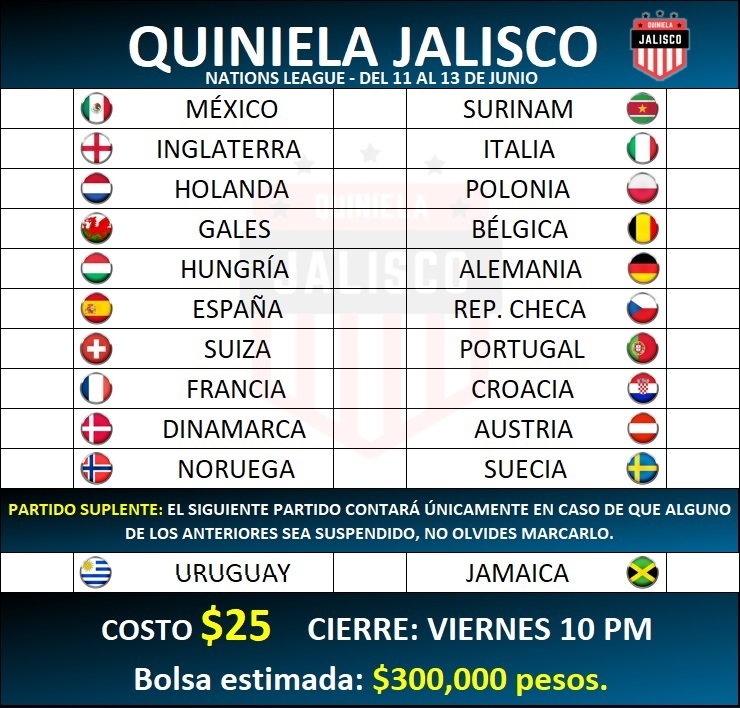 QUINIELA JALISCO
NATIONS LEAGUE - DEL 11 AL 13 DE JUNIO
QUINIELA
JALISCO
MÉXICO SURINAM
INGLATERRA ITALIA
HOLANDA POLONIA
GALES BÉLGICA
HUNGRÍA ALEMANIA
ESPAÑA REP. CHECA
SUIZA PORTUGAL
FRANCIA CROACIA
DINAMARCA AUSTRIA
NORUEGA SUECIA
QUINIELA
JALISCO
PARTIDO SUPLENTE: EL SIGUIENTE PARTIDO CONTARÁ ÚNICAMENTE EN CASO DE QUE ALGUNO
DE LOS ANTERIORES SEA SUSPENDIDO, NO OLVIDES MARCARLO.
URUGUAY JAMAICA
COSTO $25 CIERRE: VIERNES 10 PM
Bolsa estimada: $300,000 pesos.